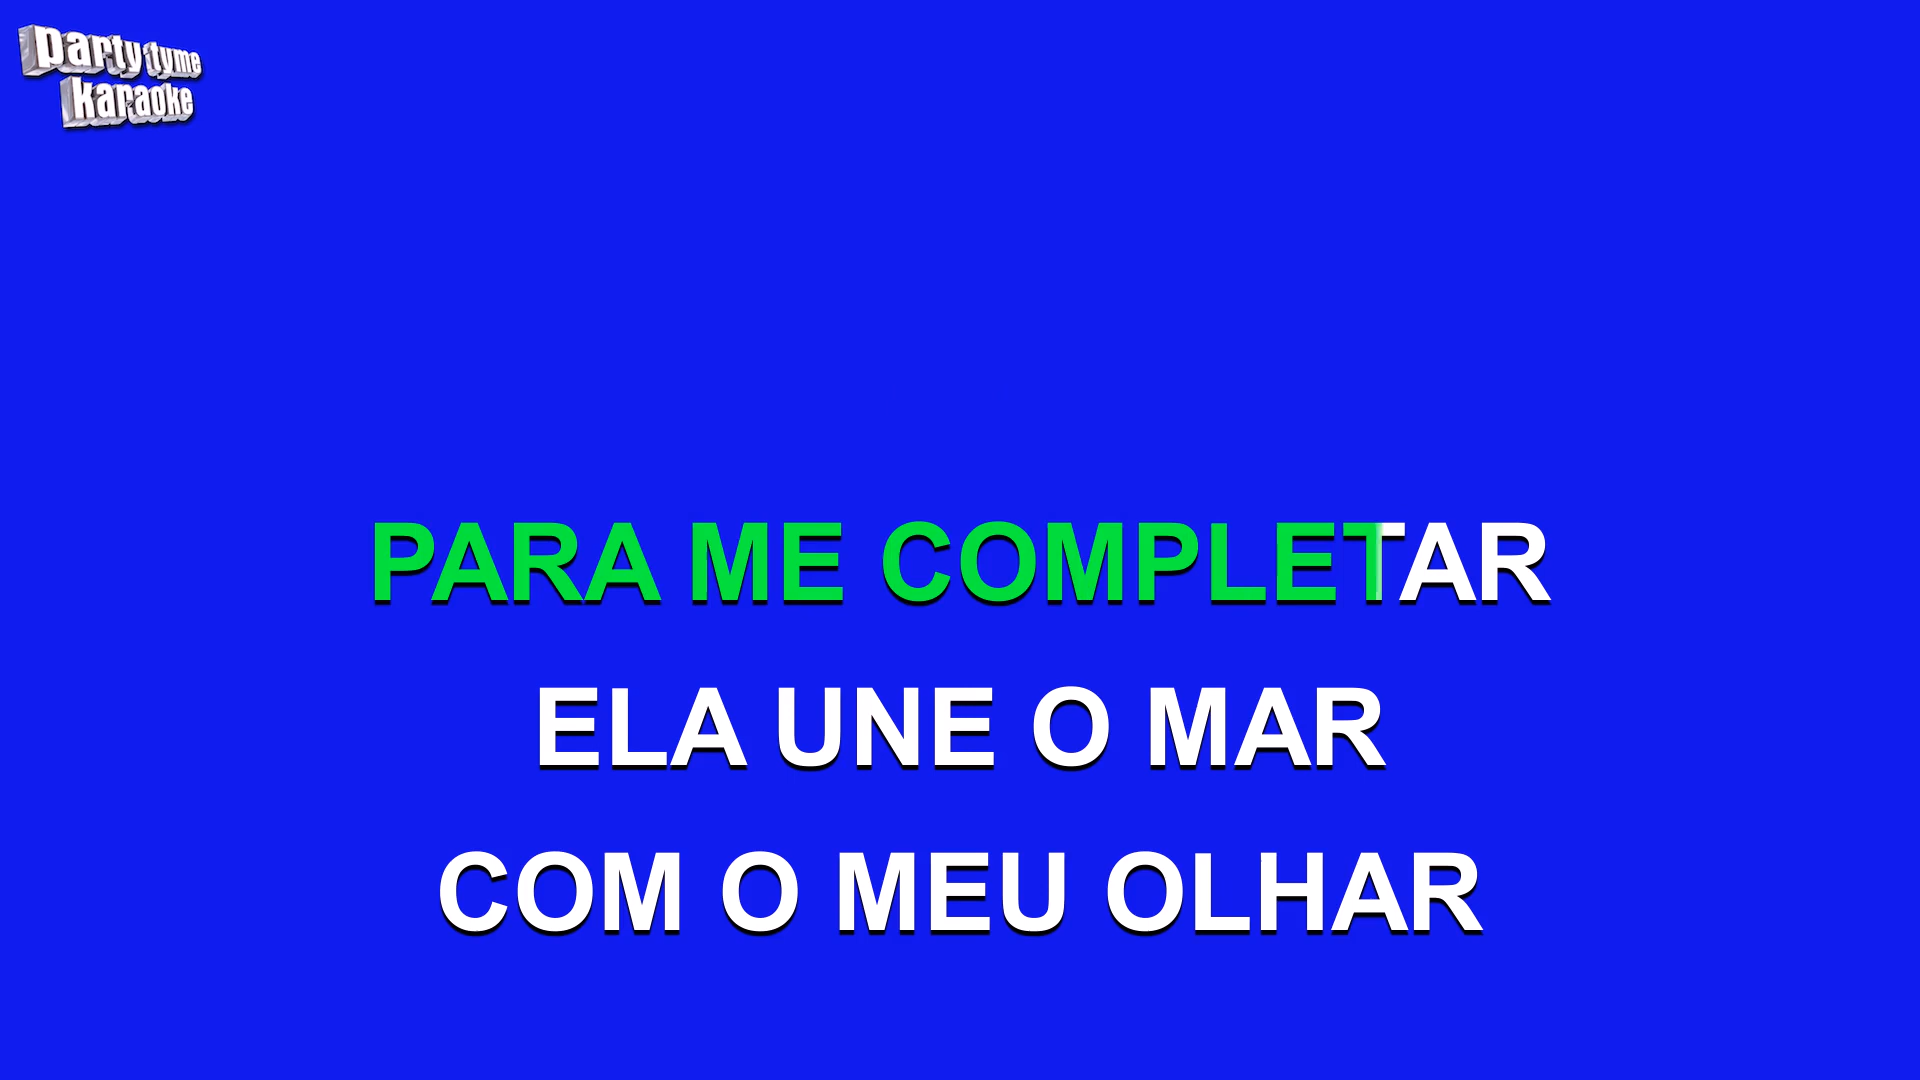 party tyme
karaoke
PARA ME COMPLETAR
ELA UNE O MAR
COM O MEU OLHAR